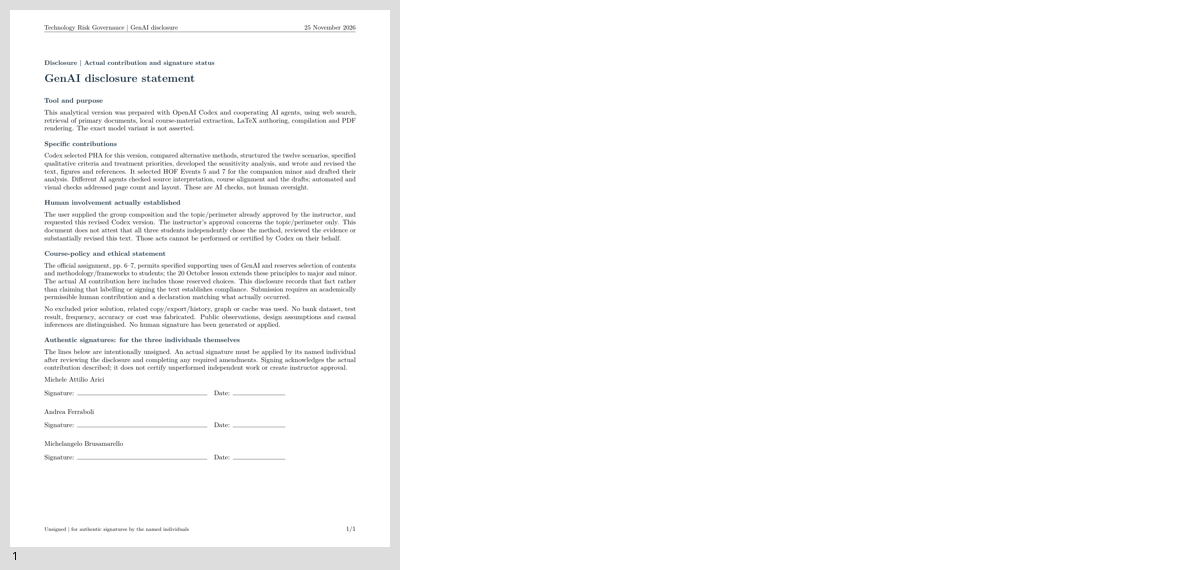 Technology Risk Governance | GenAI disclosure 25 November 2026
Disclosure | Actual contribution and signature status
GenAI disclosure statement
Tool and purpose
This analytical version was prepared with OpenAI Codex and cooperating AI agents, using web search,
retrieval of primary documents, local course-material extraction, LaTeX authoring, compilation and PDF
rendering. The exact model variant is not asserted.
Specific contributions
Codex selected PHA for this version, compared alternative methods, structured the twelve scenarios, specified
qualitative criteria and treatment priorities, developed the sensitivity analysis, and wrote and revised the
text, figures and references. It selected HOF Events 5 and 7 for the companion minor and drafted their
analysis. Different AI agents checked source interpretation, course alignment and the drafts; automated and
visual checks addressed page count and layout. These are AI checks, not human oversight.
Human involvement actually established
The user supplied the group composition and the topic/perimeter already approved by the instructor, and
requested this revised Codex version. The instructor's approval concerns the topic/perimeter only. This
document does not attest that all three students independently chose the method, reviewed the evidence or
substantially revised this text. Those acts cannot be performed or certified by Codex on their behalf.
Course-policy and ethical statement
The official assignment, pp. 6–7, permits specified supporting uses of GenAI and reserves selection of contents
and methodology/frameworks to students; the 20 October lesson extends these principles to major and minor.
The actual AI contribution here includes those reserved choices. This disclosure records that fact rather
than claiming that labelling or signing the text establishes compliance. Submission requires an academically
permissible human contribution and a declaration matching what actually occurred.
No excluded prior solution, related copy/export/history, graph or cache was used. No bank dataset, test
result, frequency, accuracy or cost was fabricated. Public observations, design assumptions and causal
inferences are distinguished. No human signature has been generated or applied.
Authentic signatures: for the three individuals themselves
The lines below are intentionally unsigned. An actual signature must be applied by its named individual
after reviewing the disclosure and completing any required amendments. Signing acknowledges the actual
contribution described; it does not certify unperformed independent work or create instructor approval.
Michele Attilio Arici
Signature: Date:
Andrea Ferraboli
Signature: Date:
Michelangelo Brusamarello
Signature: Date:
Unsigned | for authentic signatures by the named individuals 1/1
1